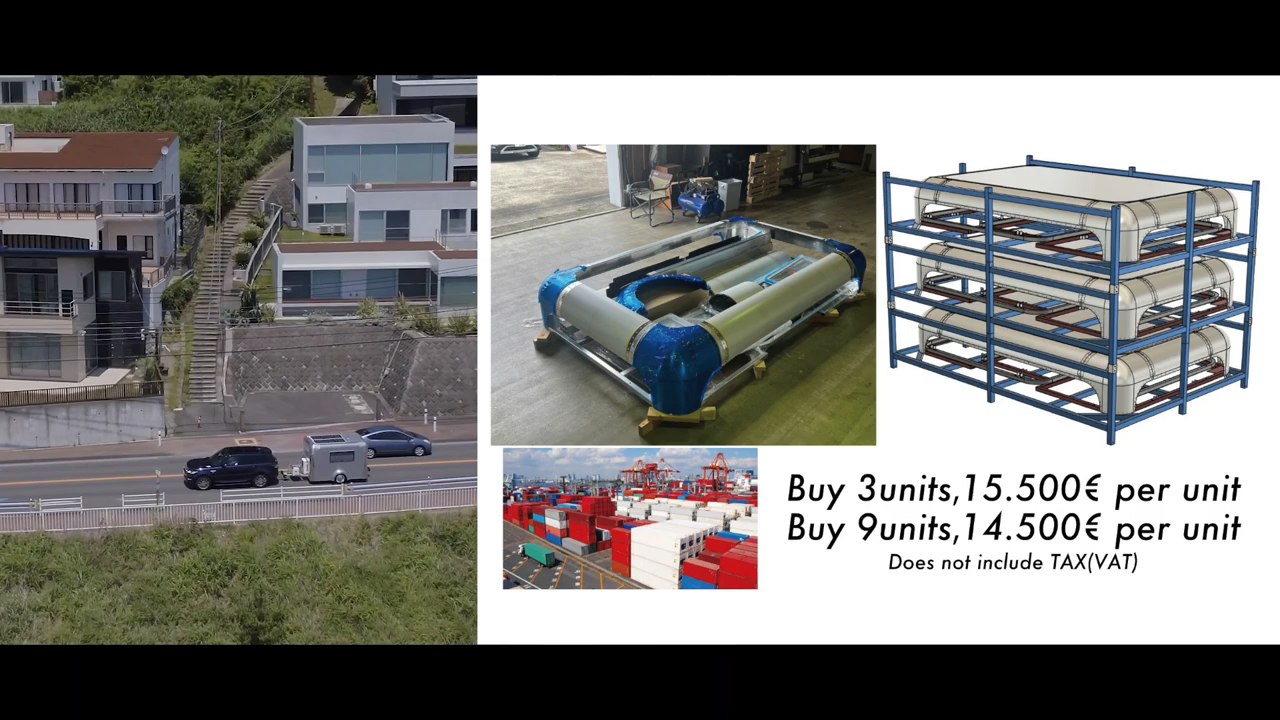 Buy 3units,15.500€ per unit
Buy 9units,14.500€ per unit
Does not include TAX(VAT)